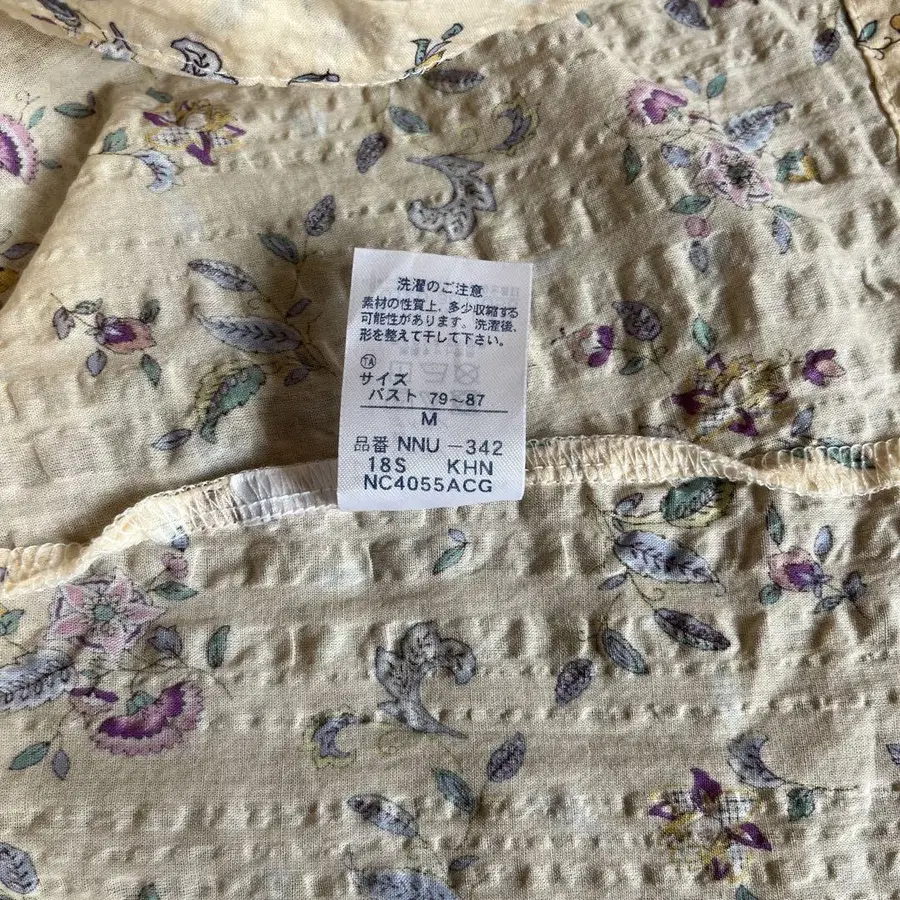 洗濯のご注意
素材の性質上、多少収縮する
可能性があります。洗濯後、
形を整えて干して下さい。
TA
サイズ
バスト 79〜87
M
品番 NNU −342
18S KHN
NC4055ACG